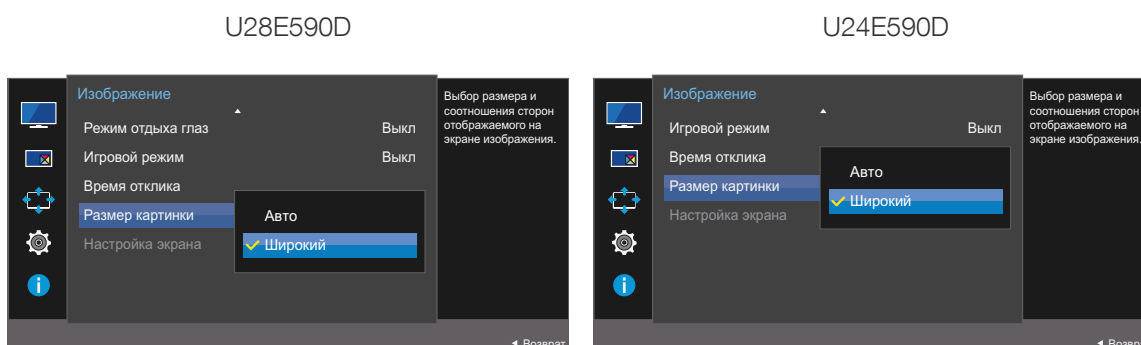 U28E590D
Изображение
Режим отдыха глаз Выкл
Игровой режим Выкл
Время отклика
Размер картинки
Настройка экрана
Авто
Широкий
Выбор размера и
соотношения сторон
отображаемого на
экране изображения.
Возврат
U24E590D
Изображение
Игровой режим Выкл
Время отклика
Размер картинки
Настройка экрана
Авто
Широкий
Выбор размера и
соотношения сторон
отображаемого на
экране изображения.
Возвр